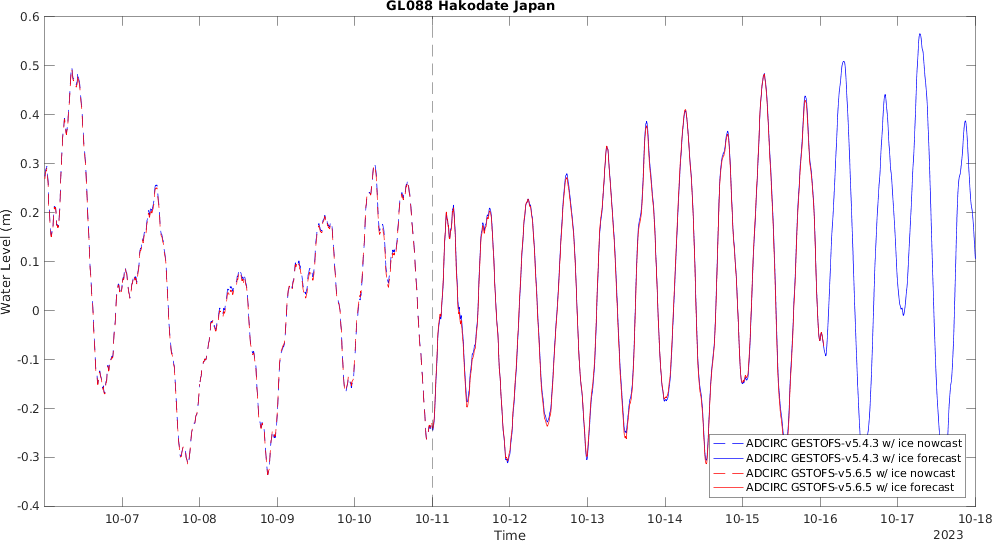 GL088 Hakodate Japan
0.6
0.5
0.4
0.3
0.2
0.1
0
-0.1
-0.2
-0.3
-0.4
Water Level (m)
ADCIRC GESTOFS-v5.4.3 w/ ice nowcast
ADCIRC GESTOFS-v5.4.3 w/ ice forecast
ADCIRC GSTOFS-v5.6.5 w/ ice nowcast
ADCIRC GSTOFS-v5.6.5 w/ ice forecast
10-07 10-08 10-09 10-10 10-11 10-12 10-13 10-14 10-15 10-16 10-17 10-18
Time
2023